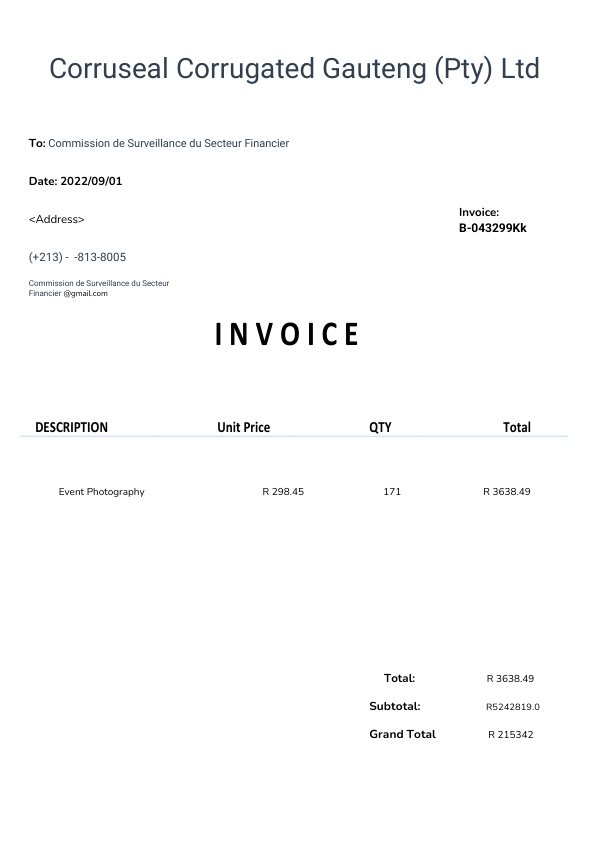 Corruseal Corrugated Gauteng (Pty) Ltd
To: Commission de Surveillance du Secteur Financier
Date: 2022/09/01
<Address>
Invoice:
B-043299Kk
(+213) -  -813-8005
Commission de Surveillance du Secteur
Financier @gmail.com
INVOICE
DESCRIPTION Unit Price QTY Total
Event Photography R 298.45 171 R 3638.49
Total: R 3638.49
Subtotal: R5242819.0
Grand Total R 215342